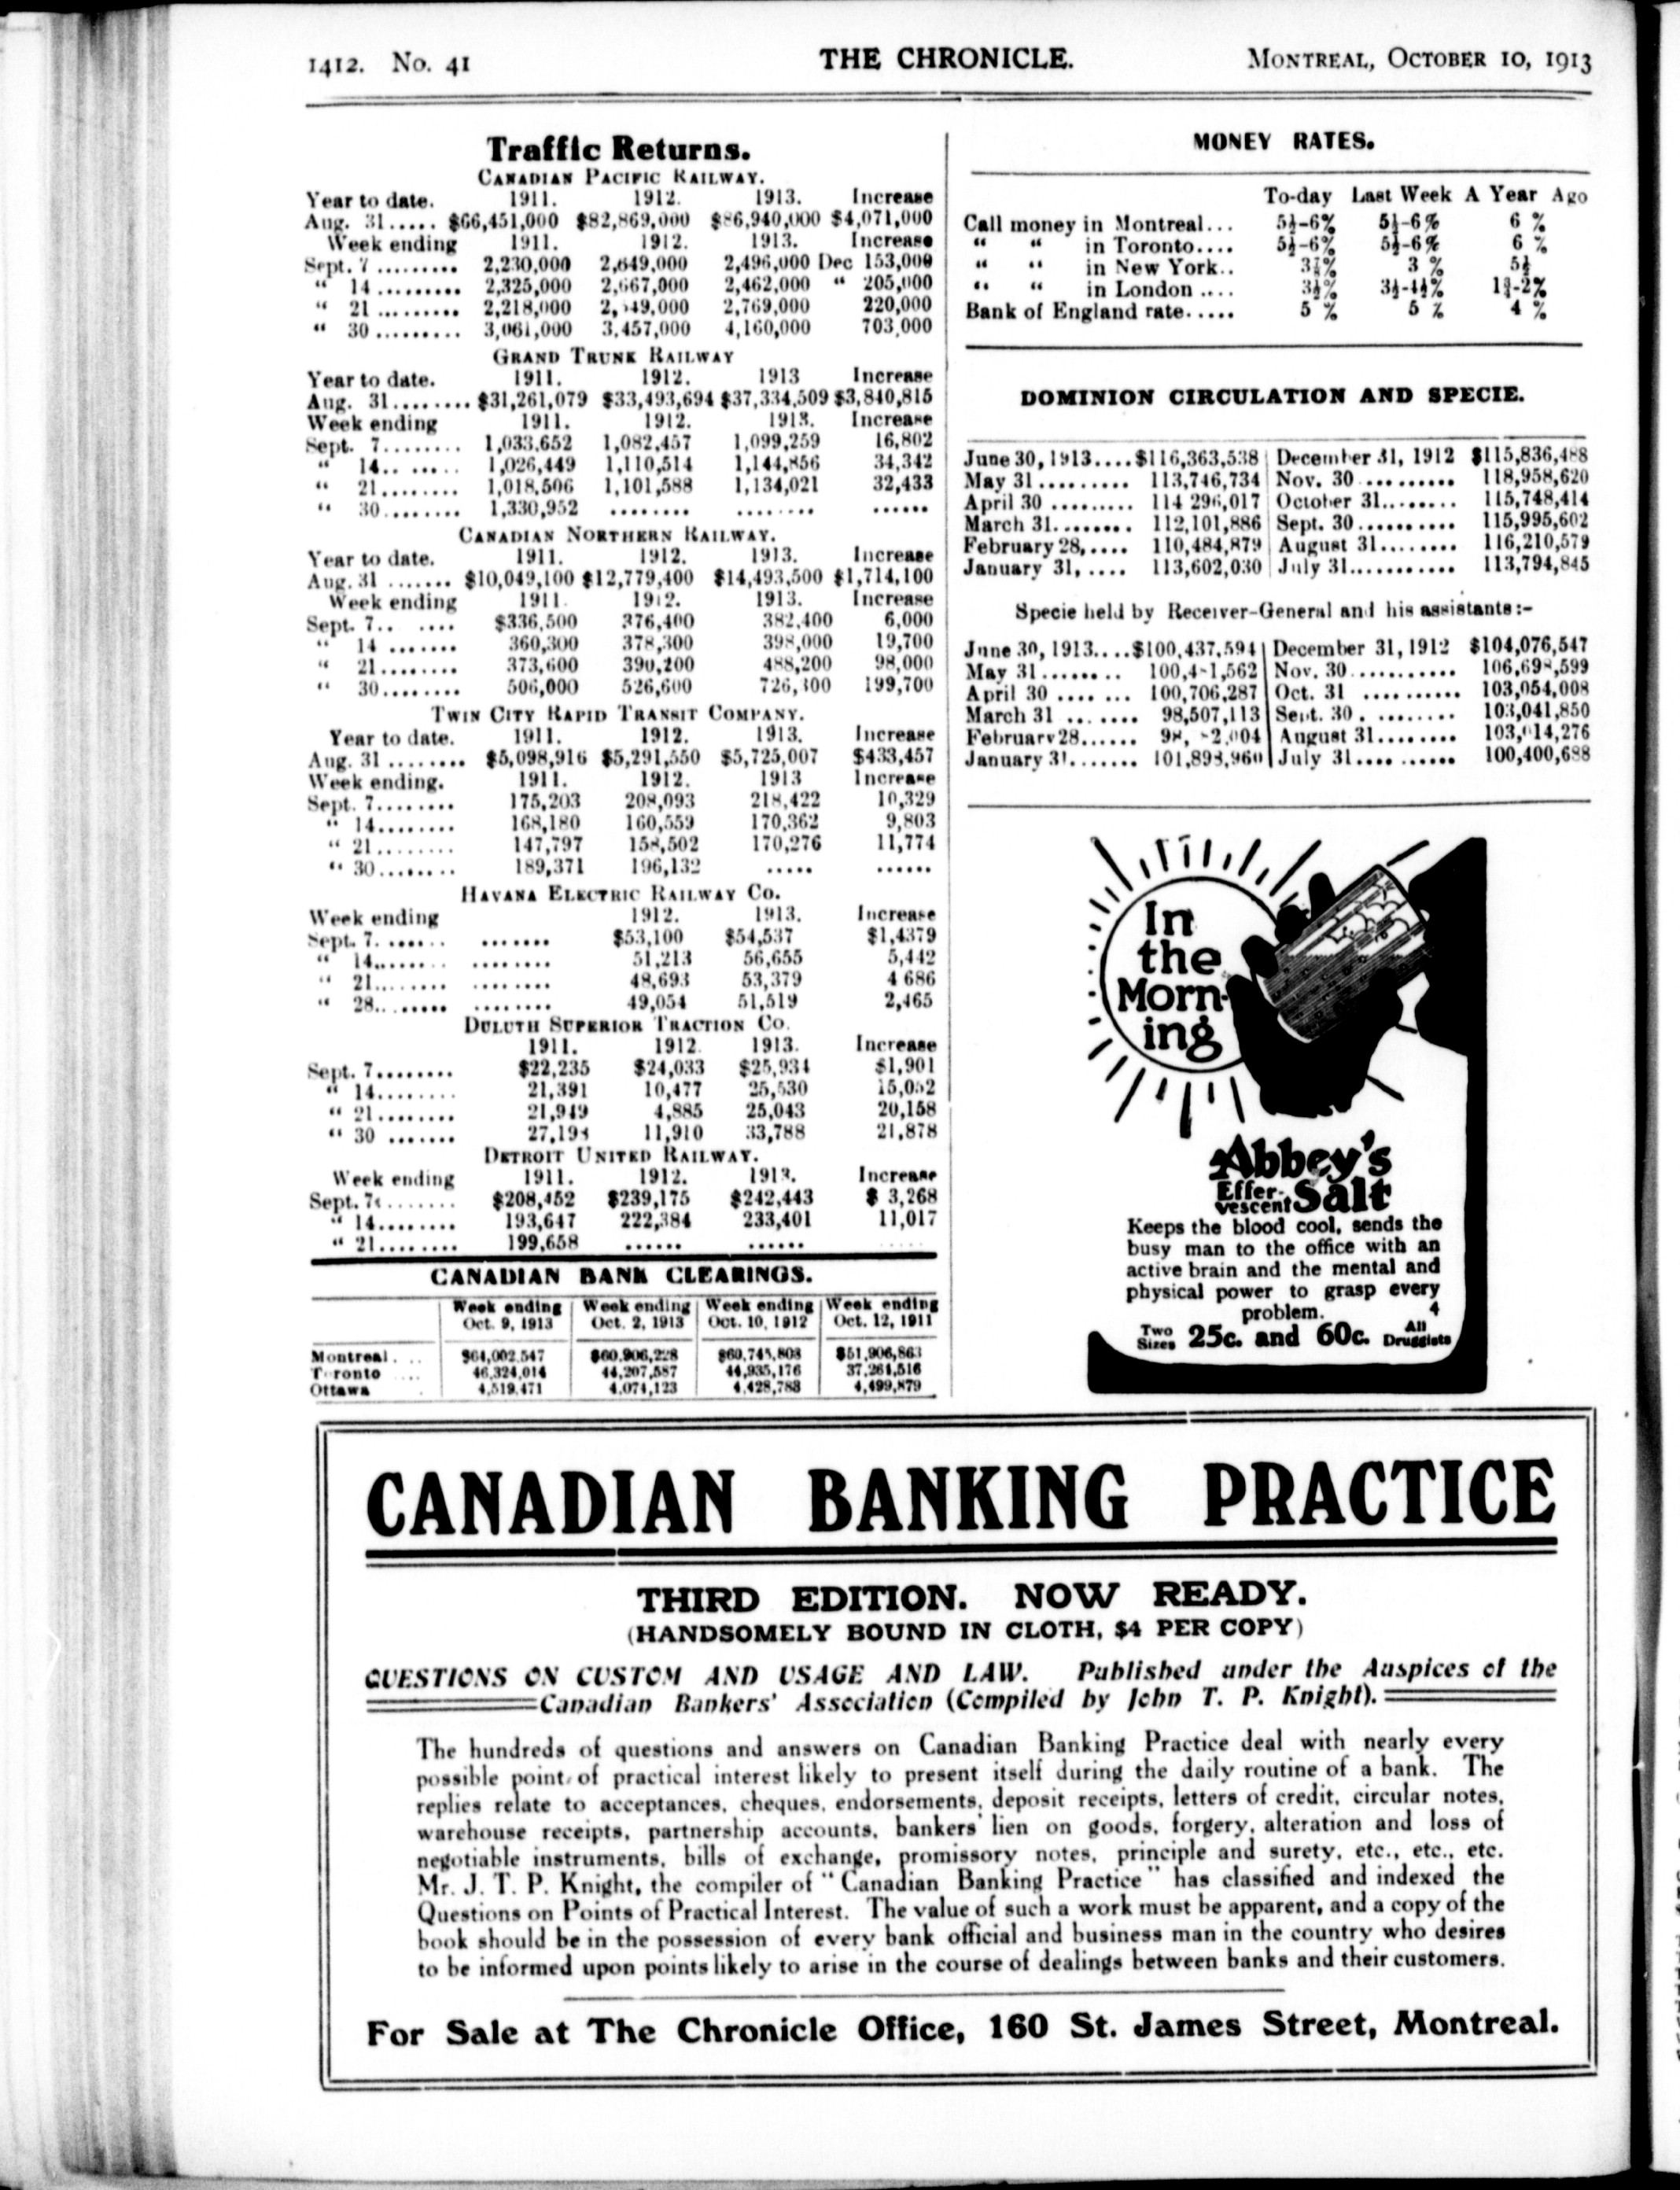 1412. No. 41 THE CHRONICLE. MONTREAL, OCTOBER 10, 1913
Traffic Returns.
CANADIAN PACIFIC RAILWAY.
Year to date. 1911. 1912. 1913. Increase
Aug. 31..... $66,451,000 $82,869,000 $86,940,000 $4,071,000
Week ending 1911. 1912. 1913. Increase
Sept. 7 ......... 2,230,000 2,649,000 2,496,000 Dec 153,000
“ 14 ......... 2,325,000 2,667,000 2,462,000 “ 205,000
“ 21 ......... 2,218,000 2,769,000 220,000
“ 30 ......... 3,061,000 3,457,000 4,160,000 703,000
GRAND TRUNK RAILWAY
Year to date. 1911. 1912. 1913 Increase
Aug. 31........ $31,261,079 $33,493,694 $37,334,509 $3,840,815
Week ending 1911. 1912. 1913. Increase
Sept. 7........ 1,033,652 1,082,457 1,099,259 16,802
“ 14.. ...... 1,026,449 1,110,514 1,144,856 34,342
“ 21........ 1,018,506 1,101,588 1,134,021 32,433
“ 30........ 1,330,952 ........ ........ ......
CANADIAN NORTHERN RAILWAY.
Year to date. 1911. 1912. 1913. Increase
Aug. 31 ....... $10,049,100 $12,779,400 $14,493,500 $1,714,100
Week ending 1911. 1912. 1913. Increase
Sept. 7.. .... $336,500 376,400 382,400 6,000
“ 14 ....... 360,300 378,300 398,000 19,700
“ 21........ 373,600 390,200 488,200 98,000
“ 30........ 506,000 526,600 726,300 199,700
TWIN CITY RAPID TRANSIT COMPANY.
Year to date. 1911. 1912. 1913. Increase
Aug. 31 ........ $5,098,916 $5,291,550 $5,725,007 $433,457
Week ending. 1911. 1912. 1913 Increase
Sept. 7........ 175,203 208,093 218,422 10,329
“ 14........ 168,180 160,559 170,362 9,803
“ 21........ 147,797 158,502 170,276 11,774
“ 30........ 189,371 196,132 ..... ......
HAVANA ELECTRIC RAILWAY CO.
Week ending 1912. 1913. Increase
Sept. 7. ...... ....... $53,100 $54,537 $1,4379
“ 14........ ........ 51,213 56,655 5,442
“ 21........ ........ 48,693 53,379 4 686
“ 28.. ...... ........ 49,054 51,519 2,465
DULUTH SUPERIOR TRACTION CO.
1911. 1912. 1913. Increase
Sept. 7........ $22,235 $24,033 $25,934 $1,901
“ 14........ 21,391 10,477 25,530 15,052
“ 21........ 21,949 4,885 25,043 20,158
“ 30 ....... 27,198 11,910 33,788 21,878
DETROIT UNITED RAILWAY.
Week ending 1911. 1912. 1913. Increase
Sept. 7........ $208,452 $239,175 $242,443 $ 3,268
“ 14........ 193,647 222,384 233,401 11,017
“ 21........ 199,658 ...... ...... .....
CANADIAN BANK CLEARINGS.
Week ending Week ending Week ending Week ending
Oct. 9, 1913 Oct. 2, 1913 Oct. 10, 1912 Oct. 12, 1911
Montreal.... $64,002,547 $60,906,228 $60,745,808 $51,906,863
Toronto .... 46,324,014 44,207,587 44,935,176 37,261,516
Ottawa 4,519,471 4,074,123 4,428,783 4,499,879
MONEY RATES.
To-day Last Week A Year Ago
Call money in Montreal... 5½-6% 5½-6% 6 %
“ “ in Toronto.... 5½-6% 5½-6% 6 %
“ “ in New York.. 3 % 5½
“ “ in London ....
Bank of England rate..... 5 % 5 % 4 %
DOMINION CIRCULATION AND SPECIE.
June 30, 1913....$116,363,538 December 31, 1912 $115,836,488
May 31......... 113,746,734 Nov. 30 .......... 118,958,620
April 30 ......... 114 296,017 October 31......... 115,748,414
March 31........ 112,101,886 Sept. 30........... 115,995,602
February 28,.... 110,484,879 August 31........ 116,210,579
January 31, .... 113,602,030 July 31........... 113,794,845
Specie held by Receiver-General and his assistants:-
June 30, 1913....$100,437,594 December 31, 1912 $104,076,547
May 31........ Nov. 30........... 106,698,599
April 30 .... ... 100,706,287 Oct. 31 .......... 103,054,008
March 31 ... .... 98,507,113 Sept. 30 . ........ 103,041,850
February 28...... August 31......... 103,014,276
January 31....... 101,898,960 July 31.... ...... 100,400,688
In
the
Morn-
ing
Abbey's
Effer-
vescent Salt
Keeps the blood cool, sends the
busy man to the office with an
active brain and the mental and
physical power to grasp every
problem. 4
Two Sizes 25c. and 60c. All Druggists
CANADIAN BANKING PRACTICE
THIRD EDITION. NOW READY.
(HANDSOMELY BOUND IN CLOTH, $4 PER COPY)
QUESTIONS ON CUSTOM AND USAGE AND LAW. Published under the Auspices of the
Canadian Bankers' Association (Compiled by John T. P. Knight).
The hundreds of questions and answers on Canadian Banking Practice deal with nearly every
possible point of practical interest likely to present itself during the daily routine of a bank. The
replies relate to acceptances, cheques, endorsements, deposit receipts, letters of credit, circular notes,
warehouse receipts, partnership accounts, bankers' lien on goods, forgery, alteration and loss of
negotiable instruments, bills of exchange, promissory notes, principle and surety, etc., etc., etc.
Mr. J. T. P. Knight, the compiler of “Canadian Banking Practice” has classified and indexed the
Questions on Points of Practical Interest. The value of such a work must be apparent, and a copy of the
book should be in the possession of every bank official and business man in the country who desires
to be informed upon points likely to arise in the course of dealings between banks and their customers.
For Sale at The Chronicle Office, 160 St. James Street, Montreal.